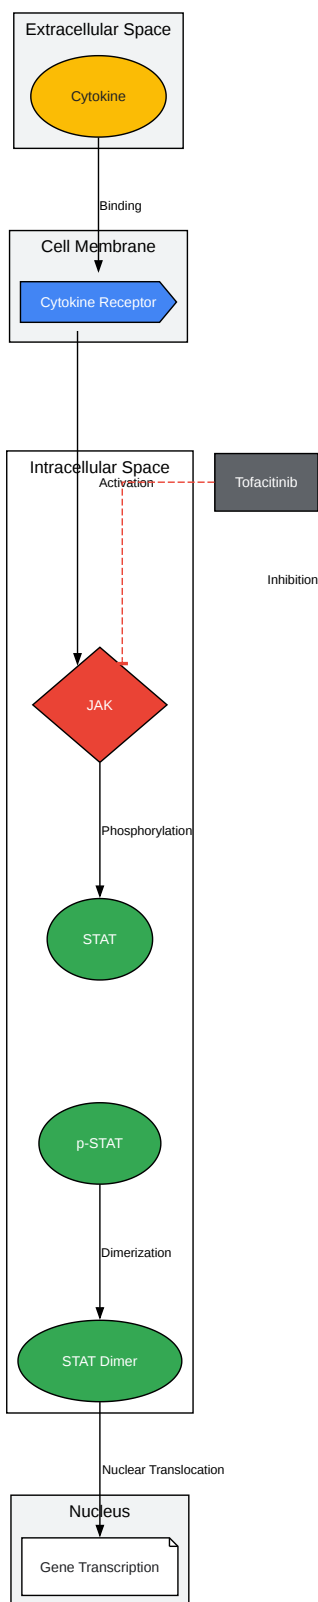 Extracellular Space
Cytokine
Binding
Cell Membrane
Cytokine Receptor
Intracellular Space
Activation
Tofacitinib
Inhibition
JAK
Phosphorylation
STAT
p-STAT
Dimerization
STAT Dimer
Nuclear Translocation
Nucleus
Gene Transcription